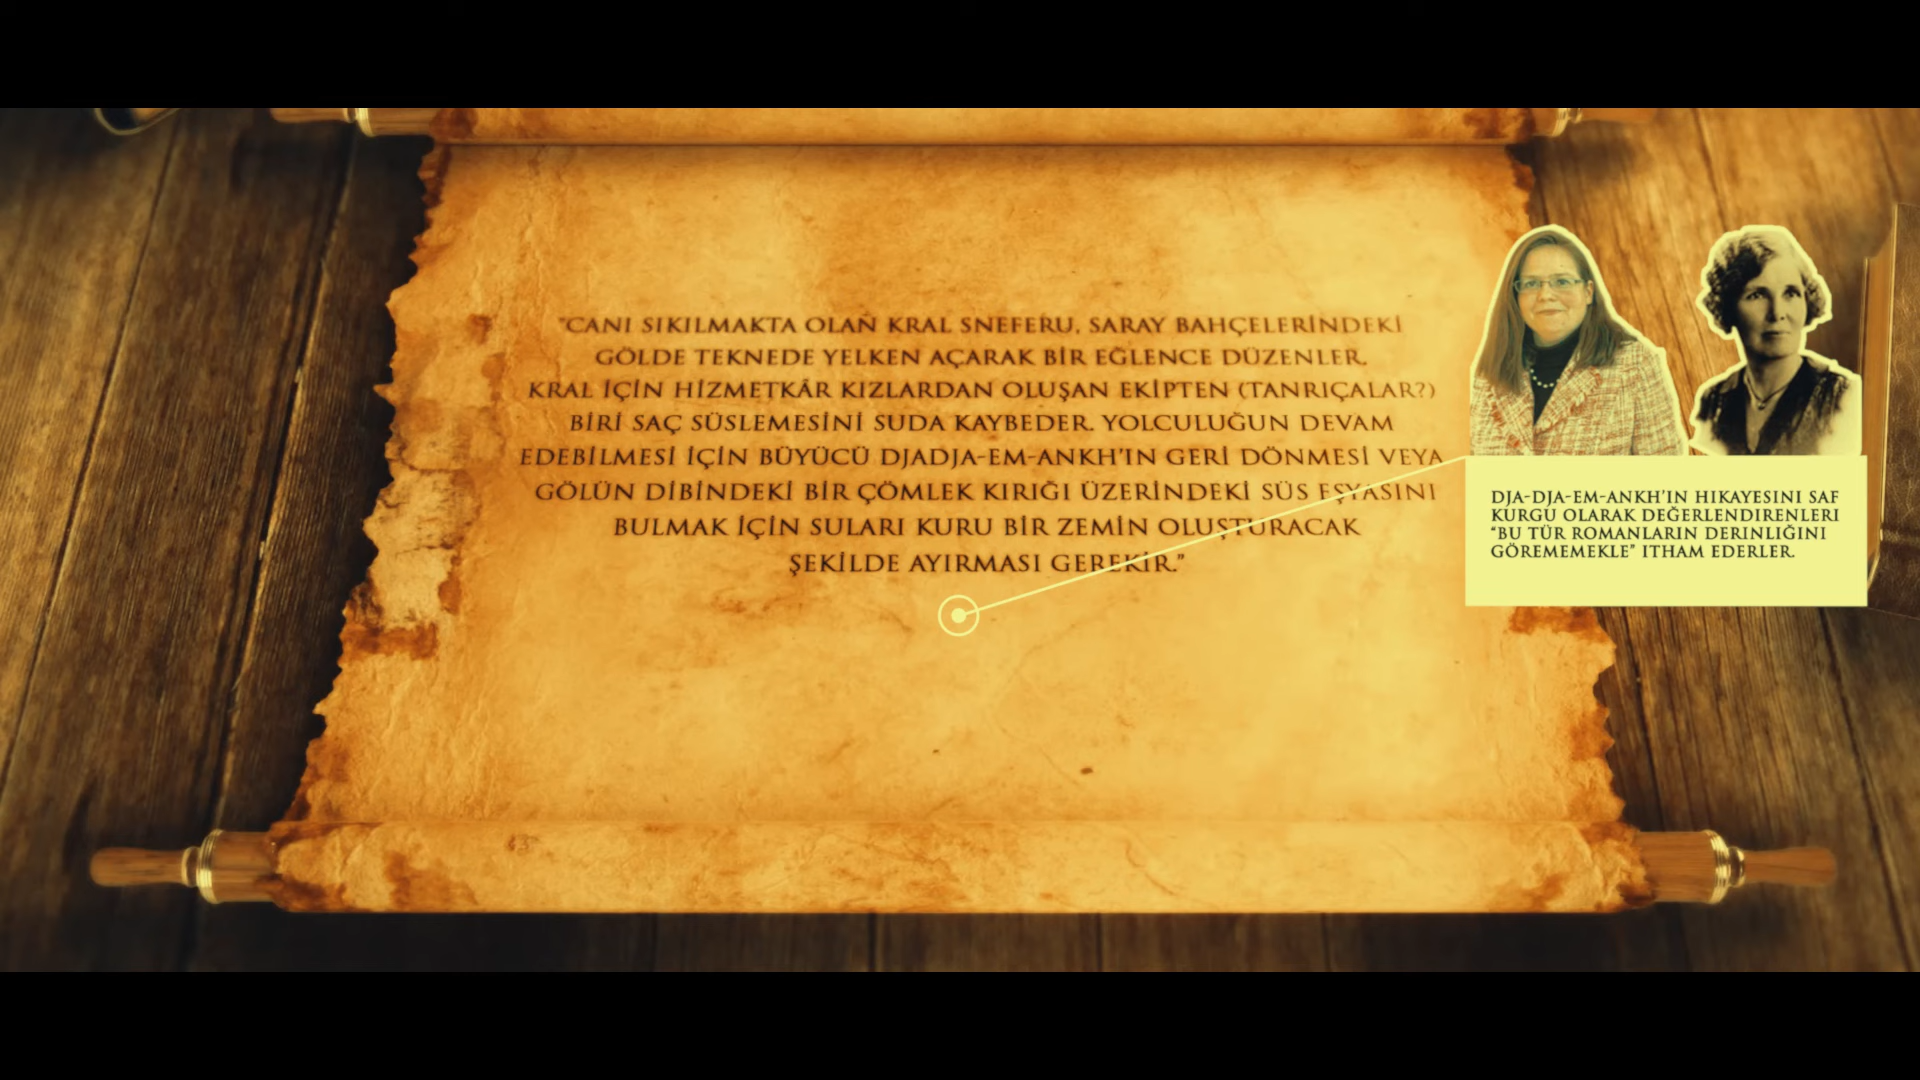 "CANI SIKILMAKTA OLAN KRAL SNEFERU, SARAY BAHÇELERİNDEKİ
GÖLDE TEKNEDE YELKEN AÇARAK BİR EĞLENCE DÜZENLER.
KRAL İÇİN HİZMETKÂR KIZLARDAN OLUŞAN EKİPTEN (TANRIÇALAR?)
BİRİ SAÇ SÜSLEMESİNİ SUDA KAYBEDER. YOLCULUĞUN DEVAM
EDEBİLMESİ İÇİN BÜYÜCÜ DJADJA-EM-ANKH'IN GERİ DÖNMESİ VEYA
GÖLÜN DİBİNDEKİ BİR ÇÖMLEK KIRIĞI ÜZERİNDEKİ SÜS EŞYASINI
BULMAK İÇİN SULARI KURU BİR ZEMİN OLUŞTURACAK
ŞEKİLDE AYIRMASI GEREKİR."
DJA-DJA-EM-ANKH'IN HIKAYESINI SAF
KURGU OLARAK DEĞERLENDIRENLERI
"BU TÜR ROMANLARIN DERINLIĞINI
GÖREMEMEKLE" ITHAM EDERLER.